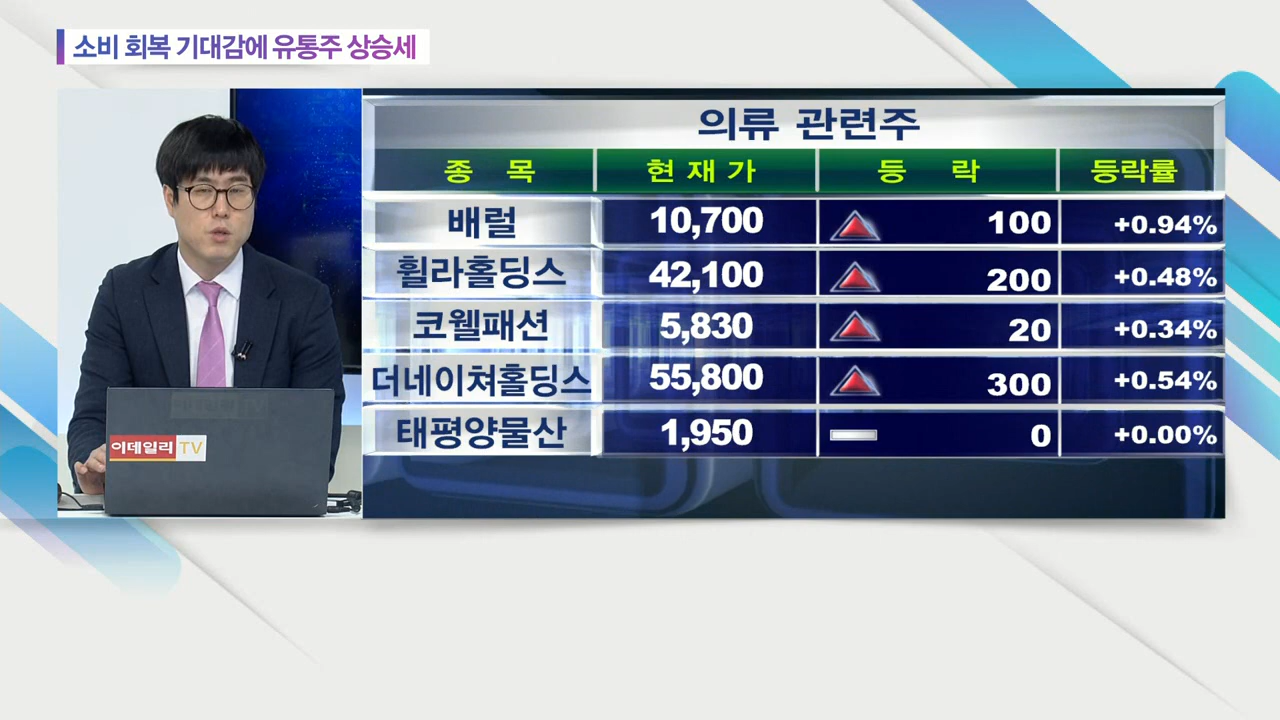 소비 회복 기대감에 유통주 상승세
의류 관련주
종 목 현 재 가 등 락 등락률
배럴 10,700 100 +0.94%
휠라홀딩스 42,100 200 +0.48%
코웰패션 5,830 20 +0.34%
더네이쳐홀딩스 55,800 300 +0.54%
태평양물산 1,950 0 +0.00%
이데일리 TV